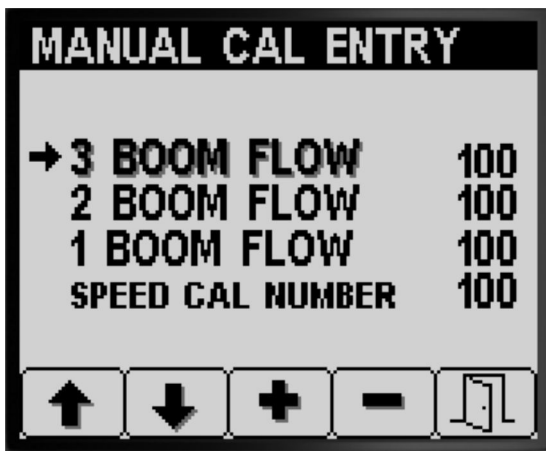 MANUAL CAL ENTRY
3 BOOM FLOW 100
2 BOOM FLOW 100
1 BOOM FLOW 100
SPEED CAL NUMBER 100